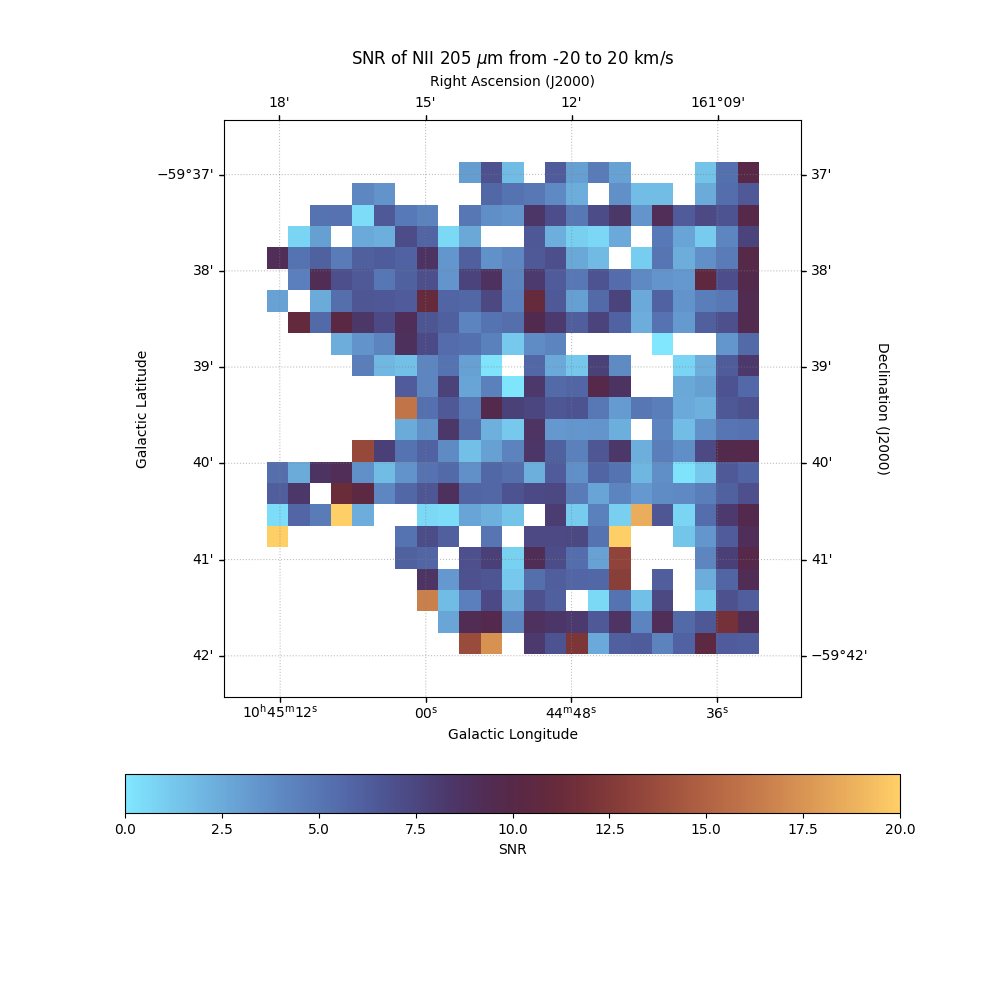 SNR of NII 205 μm from -20 to 20 km/s
Right Ascension (J2000)
18' 15' 12' 161°09'
−59°37' 37'
38' 38'
39' 39'
Galactic Latitude
Declination (J2000)
40' 40'
41' 41'
42' −59°42'
10ʰ45ᵐ12ˢ 00ˢ 44ᵐ48ˢ 36ˢ
Galactic Longitude
0.0 2.5 5.0 7.5 10.0 12.5 15.0 17.5 20.0
SNR